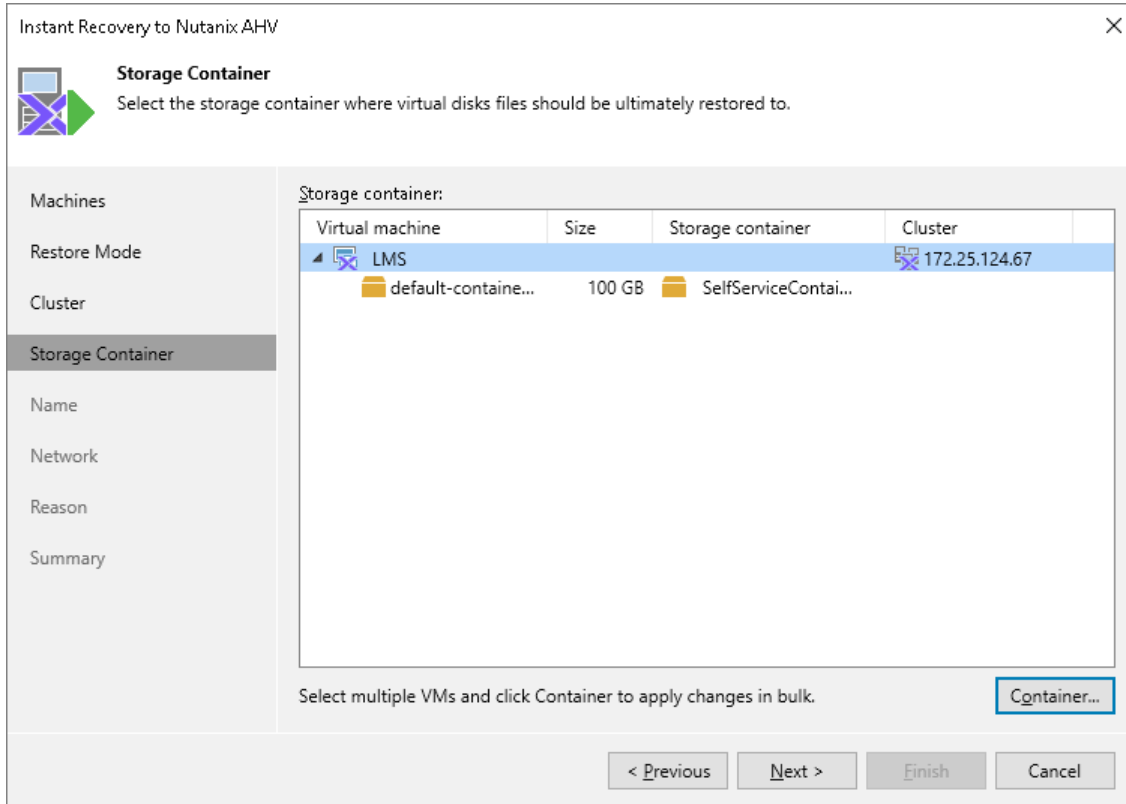 Instant Recovery to Nutanix AHV
Storage Container
Select the storage container where virtual disks files should be ultimately restored to.
Machines
Restore Mode
Cluster
Storage Container
Name
Network
Reason
Summary
Storage container:
Virtual machine Size Storage container Cluster
LMS 172.25.124.67
default-containe... 100 GB SelfServiceContai...
Select multiple VMs and click Container to apply changes in bulk.
Container...
< Previous Next > Finish Cancel